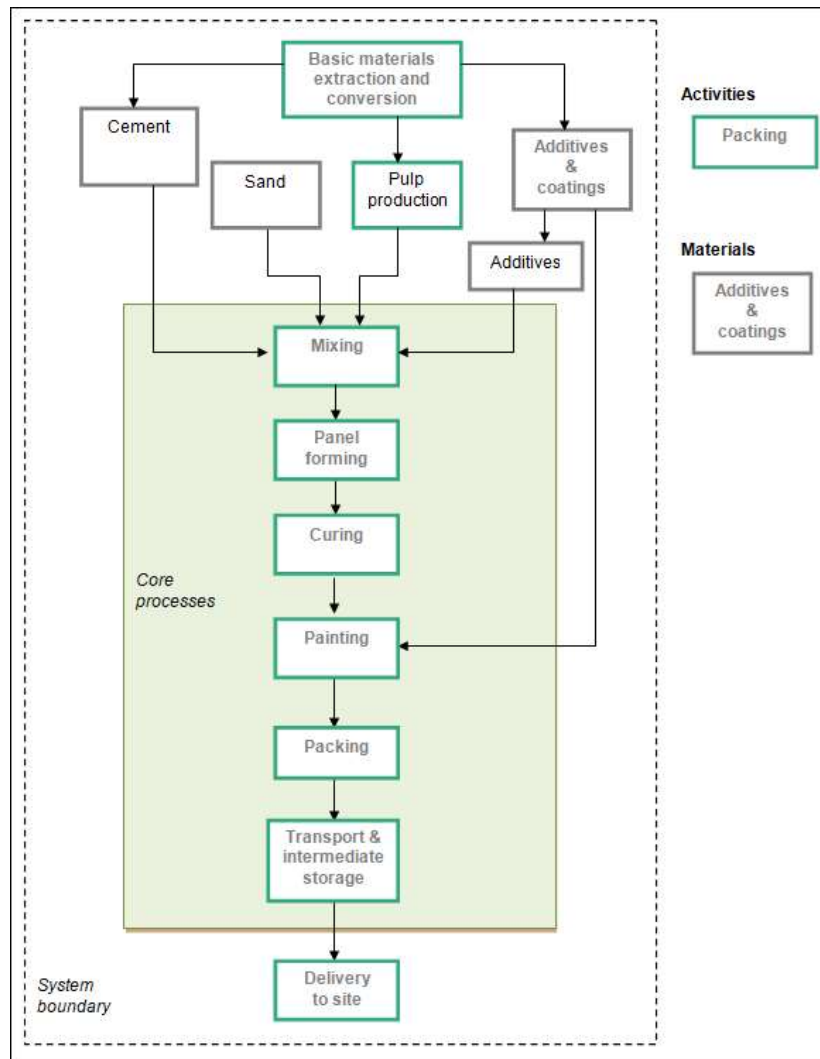 Basic materials
extraction and
conversion
Activities
Packing
Cement
Sand
Pulp
production
Additives
&
coatings
Materials
Additives
&
coatings
Additives
Mixing
Panel
forming
Curing
Core
processes
Painting
Packing
Transport &
intermediate
storage
System
boundary
Delivery
to site